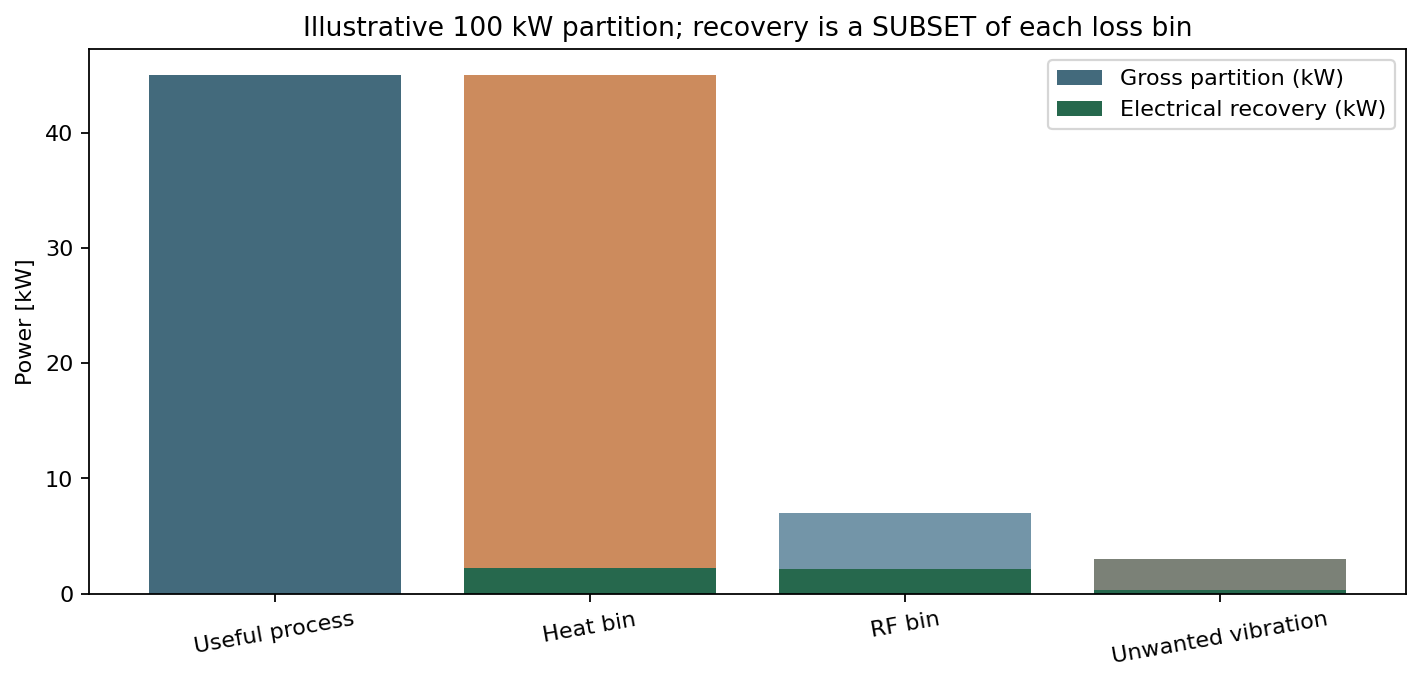 Illustrative 100 kW partition; recovery is a SUBSET of each loss bin
Gross partition (kW)
Electrical recovery (kW)
Power [kW]
40
30
20
10
0
Useful process
Heat bin
RF bin
Unwanted vibration